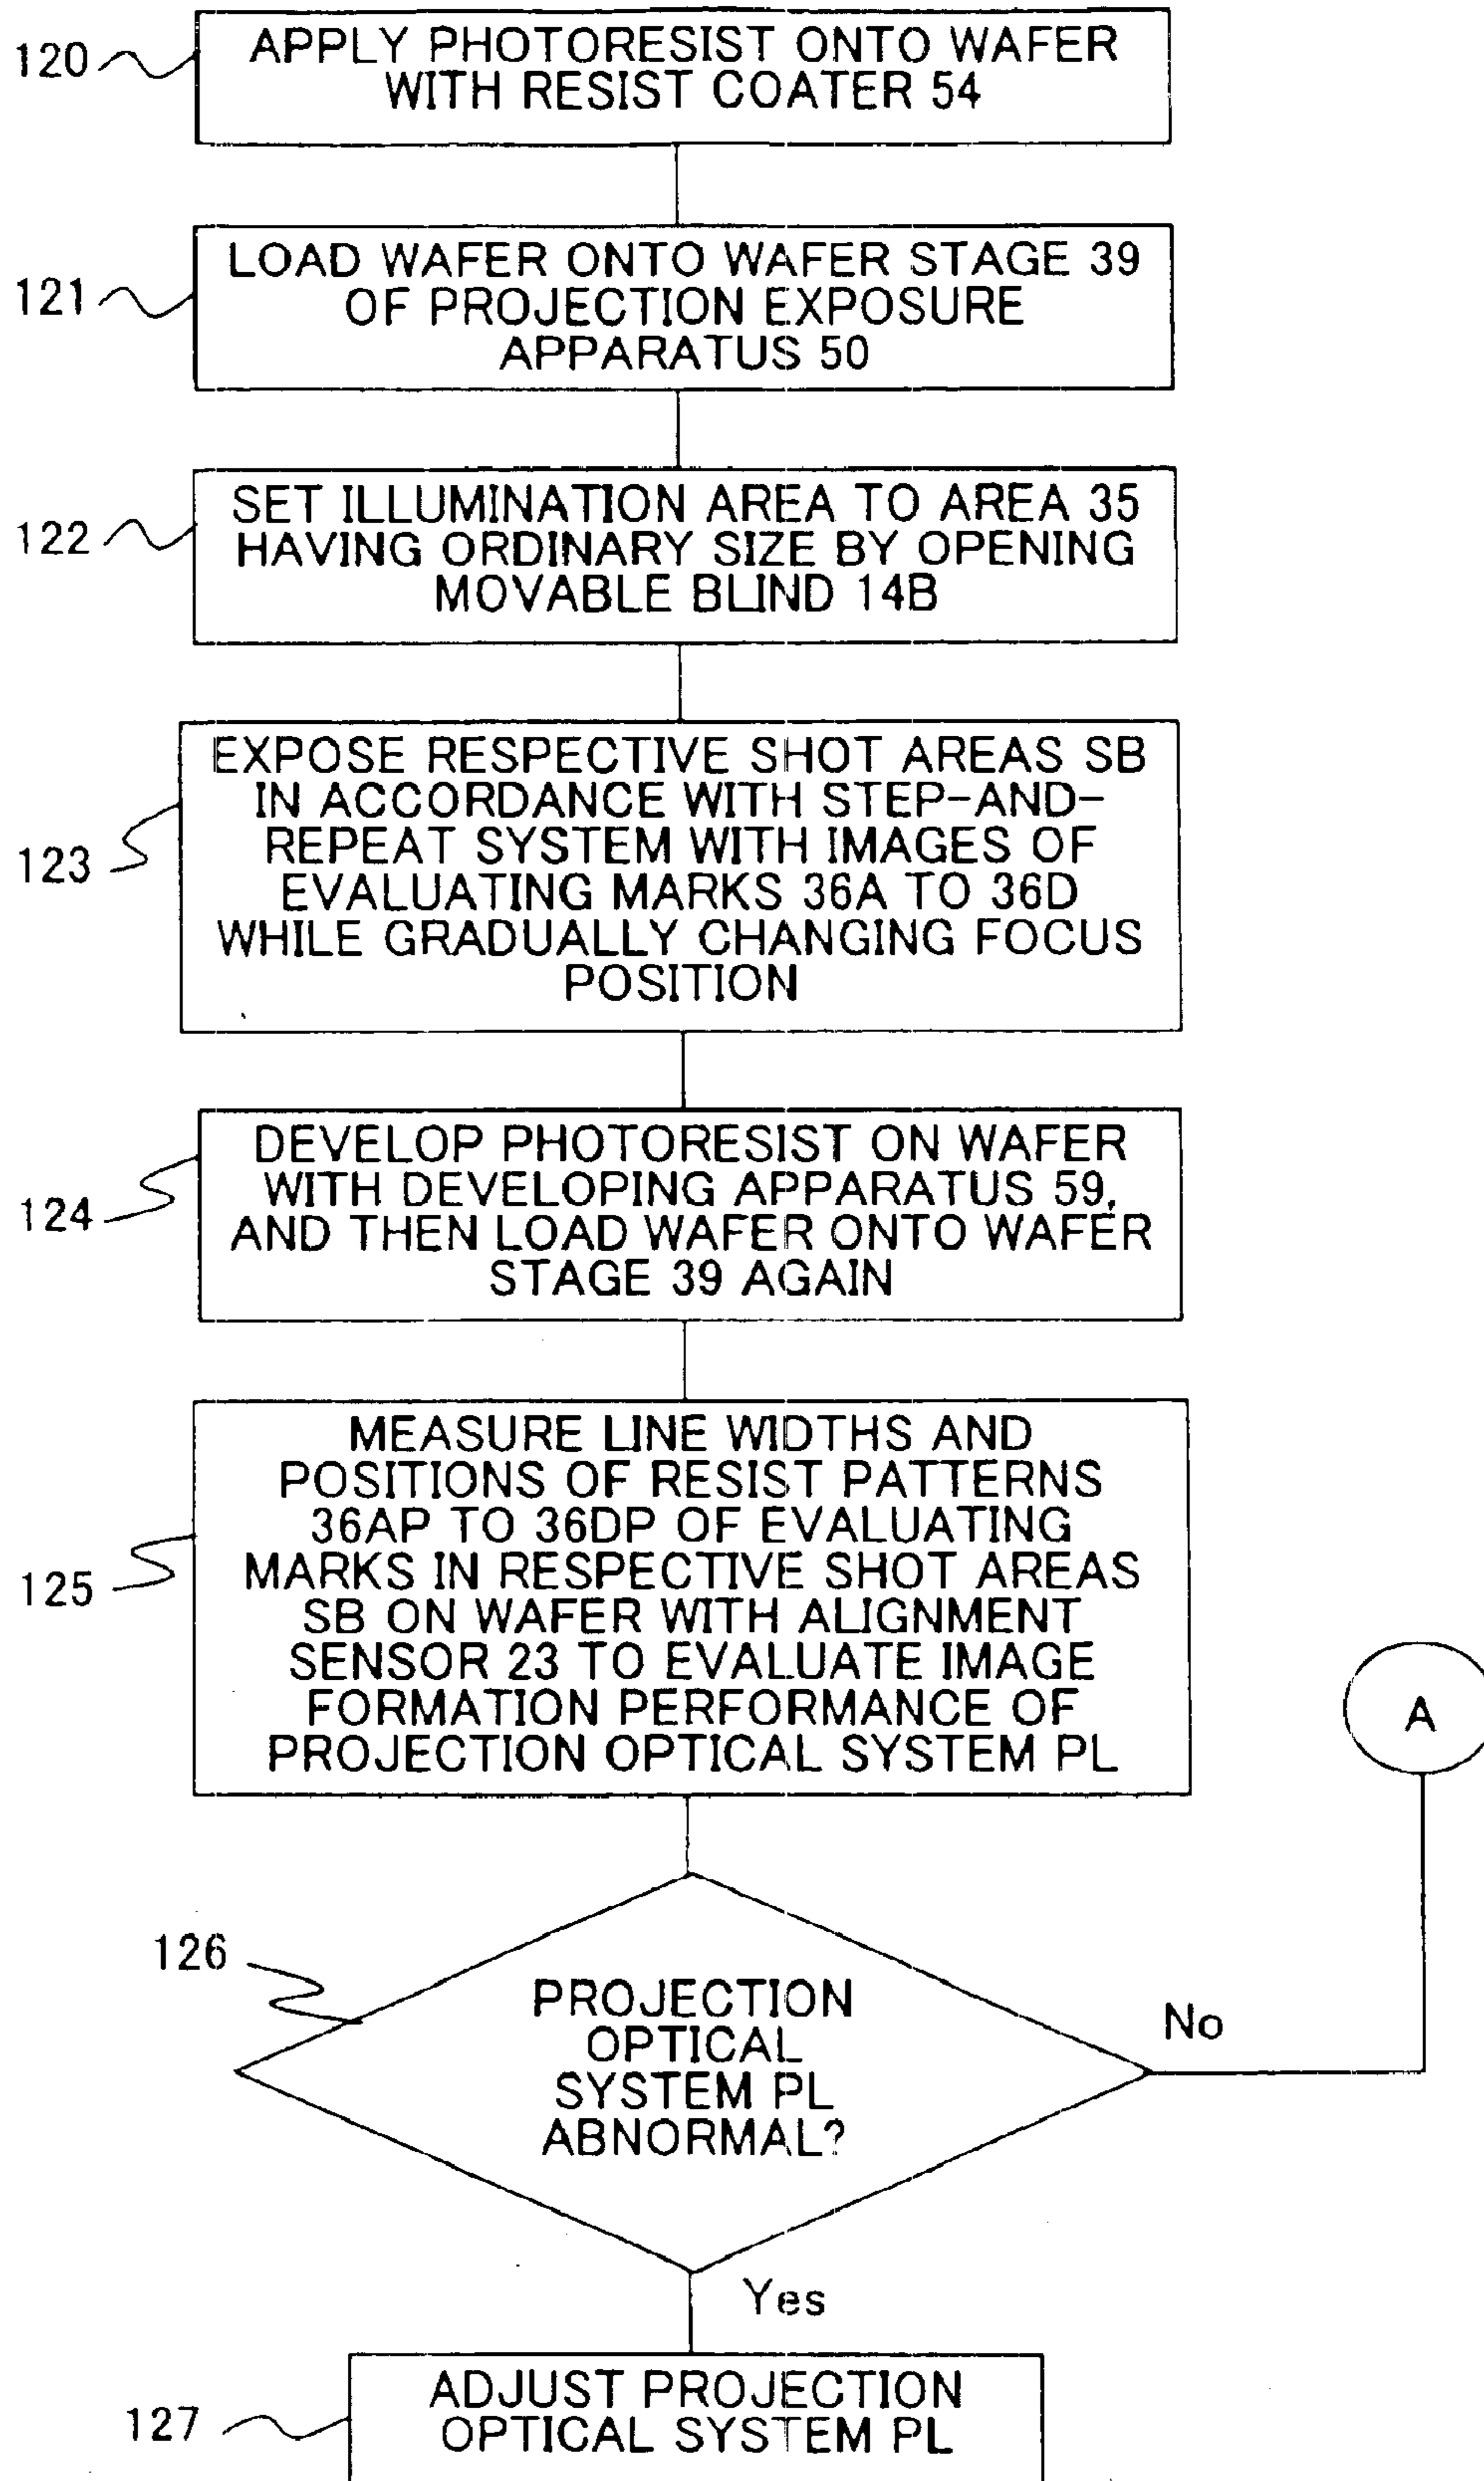 120
APPLY PHOTORESIST ONTO WAFER
WITH RESIST COATER 54
121
LOAD WAFER ONTO WAFER STAGE 39
OF PROJECTION EXPOSURE
APPARATUS 50
122
SET ILLUMINATION AREA TO AREA 35
HAVING ORDINARY SIZE BY OPENING
MOVABLE BLIND 14B
123
EXPOSE RESPECTIVE SHOT AREAS SB
IN ACCORDANCE WITH STEP-AND-
REPEAT SYSTEM WITH IMAGES OF
EVALUATING MARKS 36A TO 36D
WHILE GRADUALLY CHANGING FOCUS
POSITION
124
DEVELOP PHOTORESIST ON WAFER
WITH DEVELOPING APPARATUS 59,
AND THEN LOAD WAFER ONTO WAFER
STAGE 39 AGAIN
125
MEASURE LINE WIDTHS AND
POSITIONS OF RESIST PATTERNS
36AP TO 36DP OF EVALUATING
MARKS IN RESPECTIVE SHOT AREAS
SB ON WAFER WITH ALIGNMENT
SENSOR 23 TO EVALUATE IMAGE
FORMATION PERFORMANCE OF
PROJECTION OPTICAL SYSTEM PL
A
126
PROJECTION
OPTICAL
SYSTEM PL
ABNORMAL?
No
Yes
127
ADJUST PROJECTION
OPTICAL SYSTEM PL